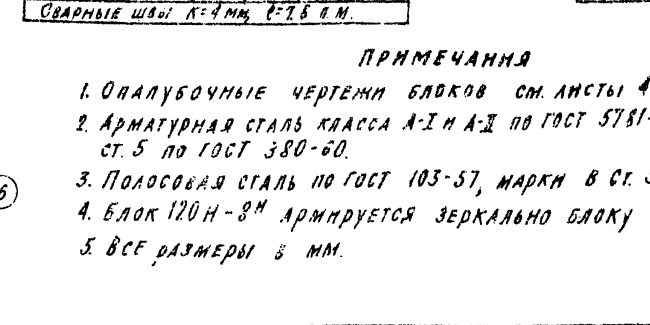 Сварные швы К=4 мм, ℓ=7.5 п.м.
ПРИМЕЧАНИЯ
1. Опалубочные чертежи блоков см. листы 4
2. Арматурная сталь класса А-I и А-II по ГОСТ 5781-
ст. 5 по ГОСТ 380-60.
3. Полосовая сталь по ГОСТ 103-57, марки В Ст.
4. Блок 120Н-8н армируется зеркально блоку
5. Все размеры в мм.